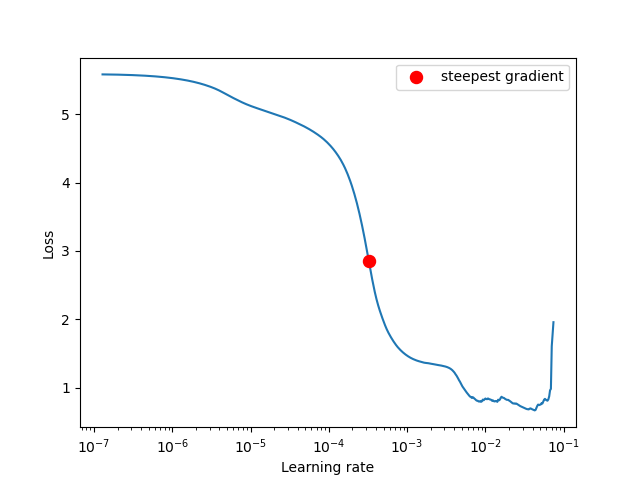 steepest gradient
5
4
3
2
1
Loss
10⁻⁷ 10⁻⁶ 10⁻⁵ 10⁻⁴ 10⁻³ 10⁻² 10⁻¹
Learning rate